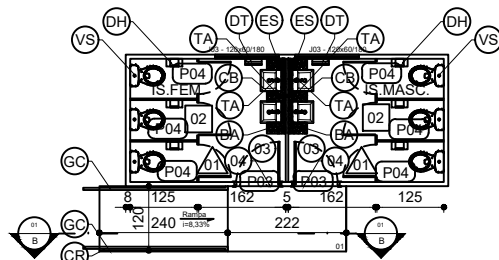 DH
TA
DT
ES
ES
DT
TA
DH
VS
VS
J03 - 120x60/180
J03 - 120x60/180
P04
CB
CB
P04
IS.FEM.
IS.MASC.
TA
TA
02
02
P04
P04
BA
BA
03
03
01
04
04
01
P04
P03
P03
P04
GC
8
125
162
5
162
125
120
Rampa
240
i=8,33%
222
GC
01
B
01
01
B
CR